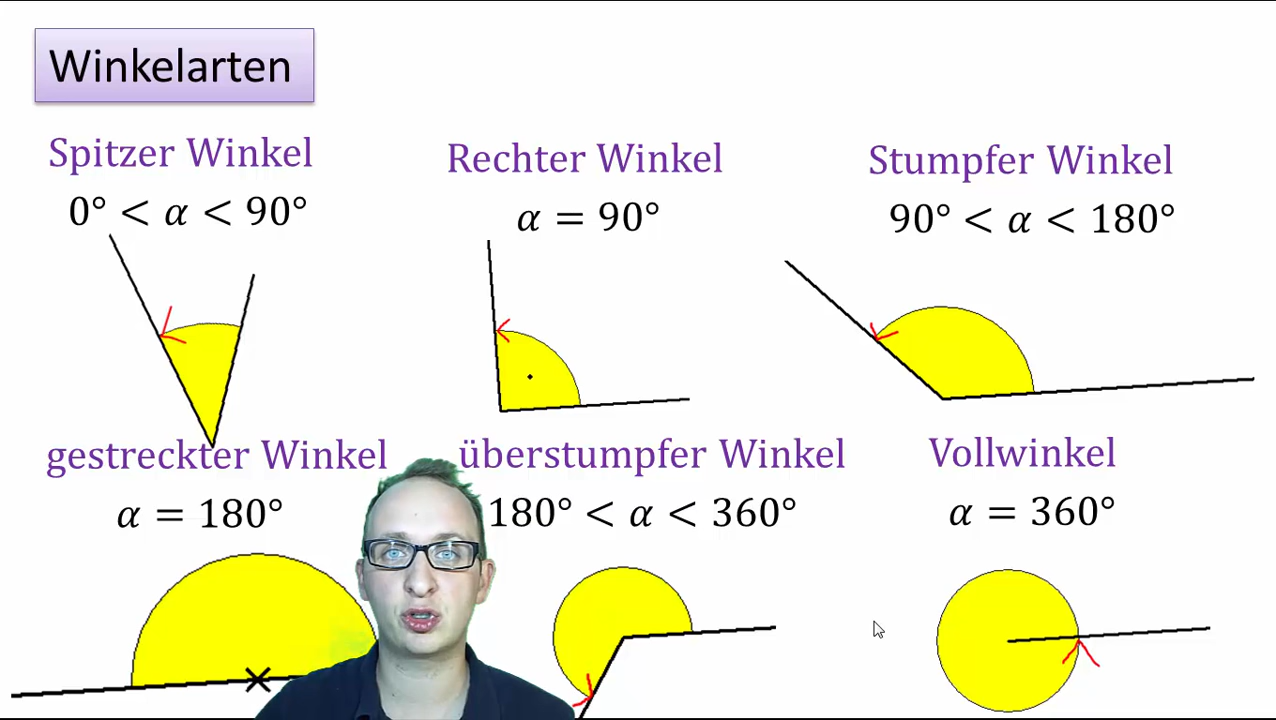 Winkelarten
Spitzer Winkel
0° < α < 90°
Rechter Winkel
α = 90°
Stumpfer Winkel
90° < α < 180°
gestreckter Winkel
α = 180°
überstumpfer Winkel
180° < α < 360°
Vollwinkel
α = 360°